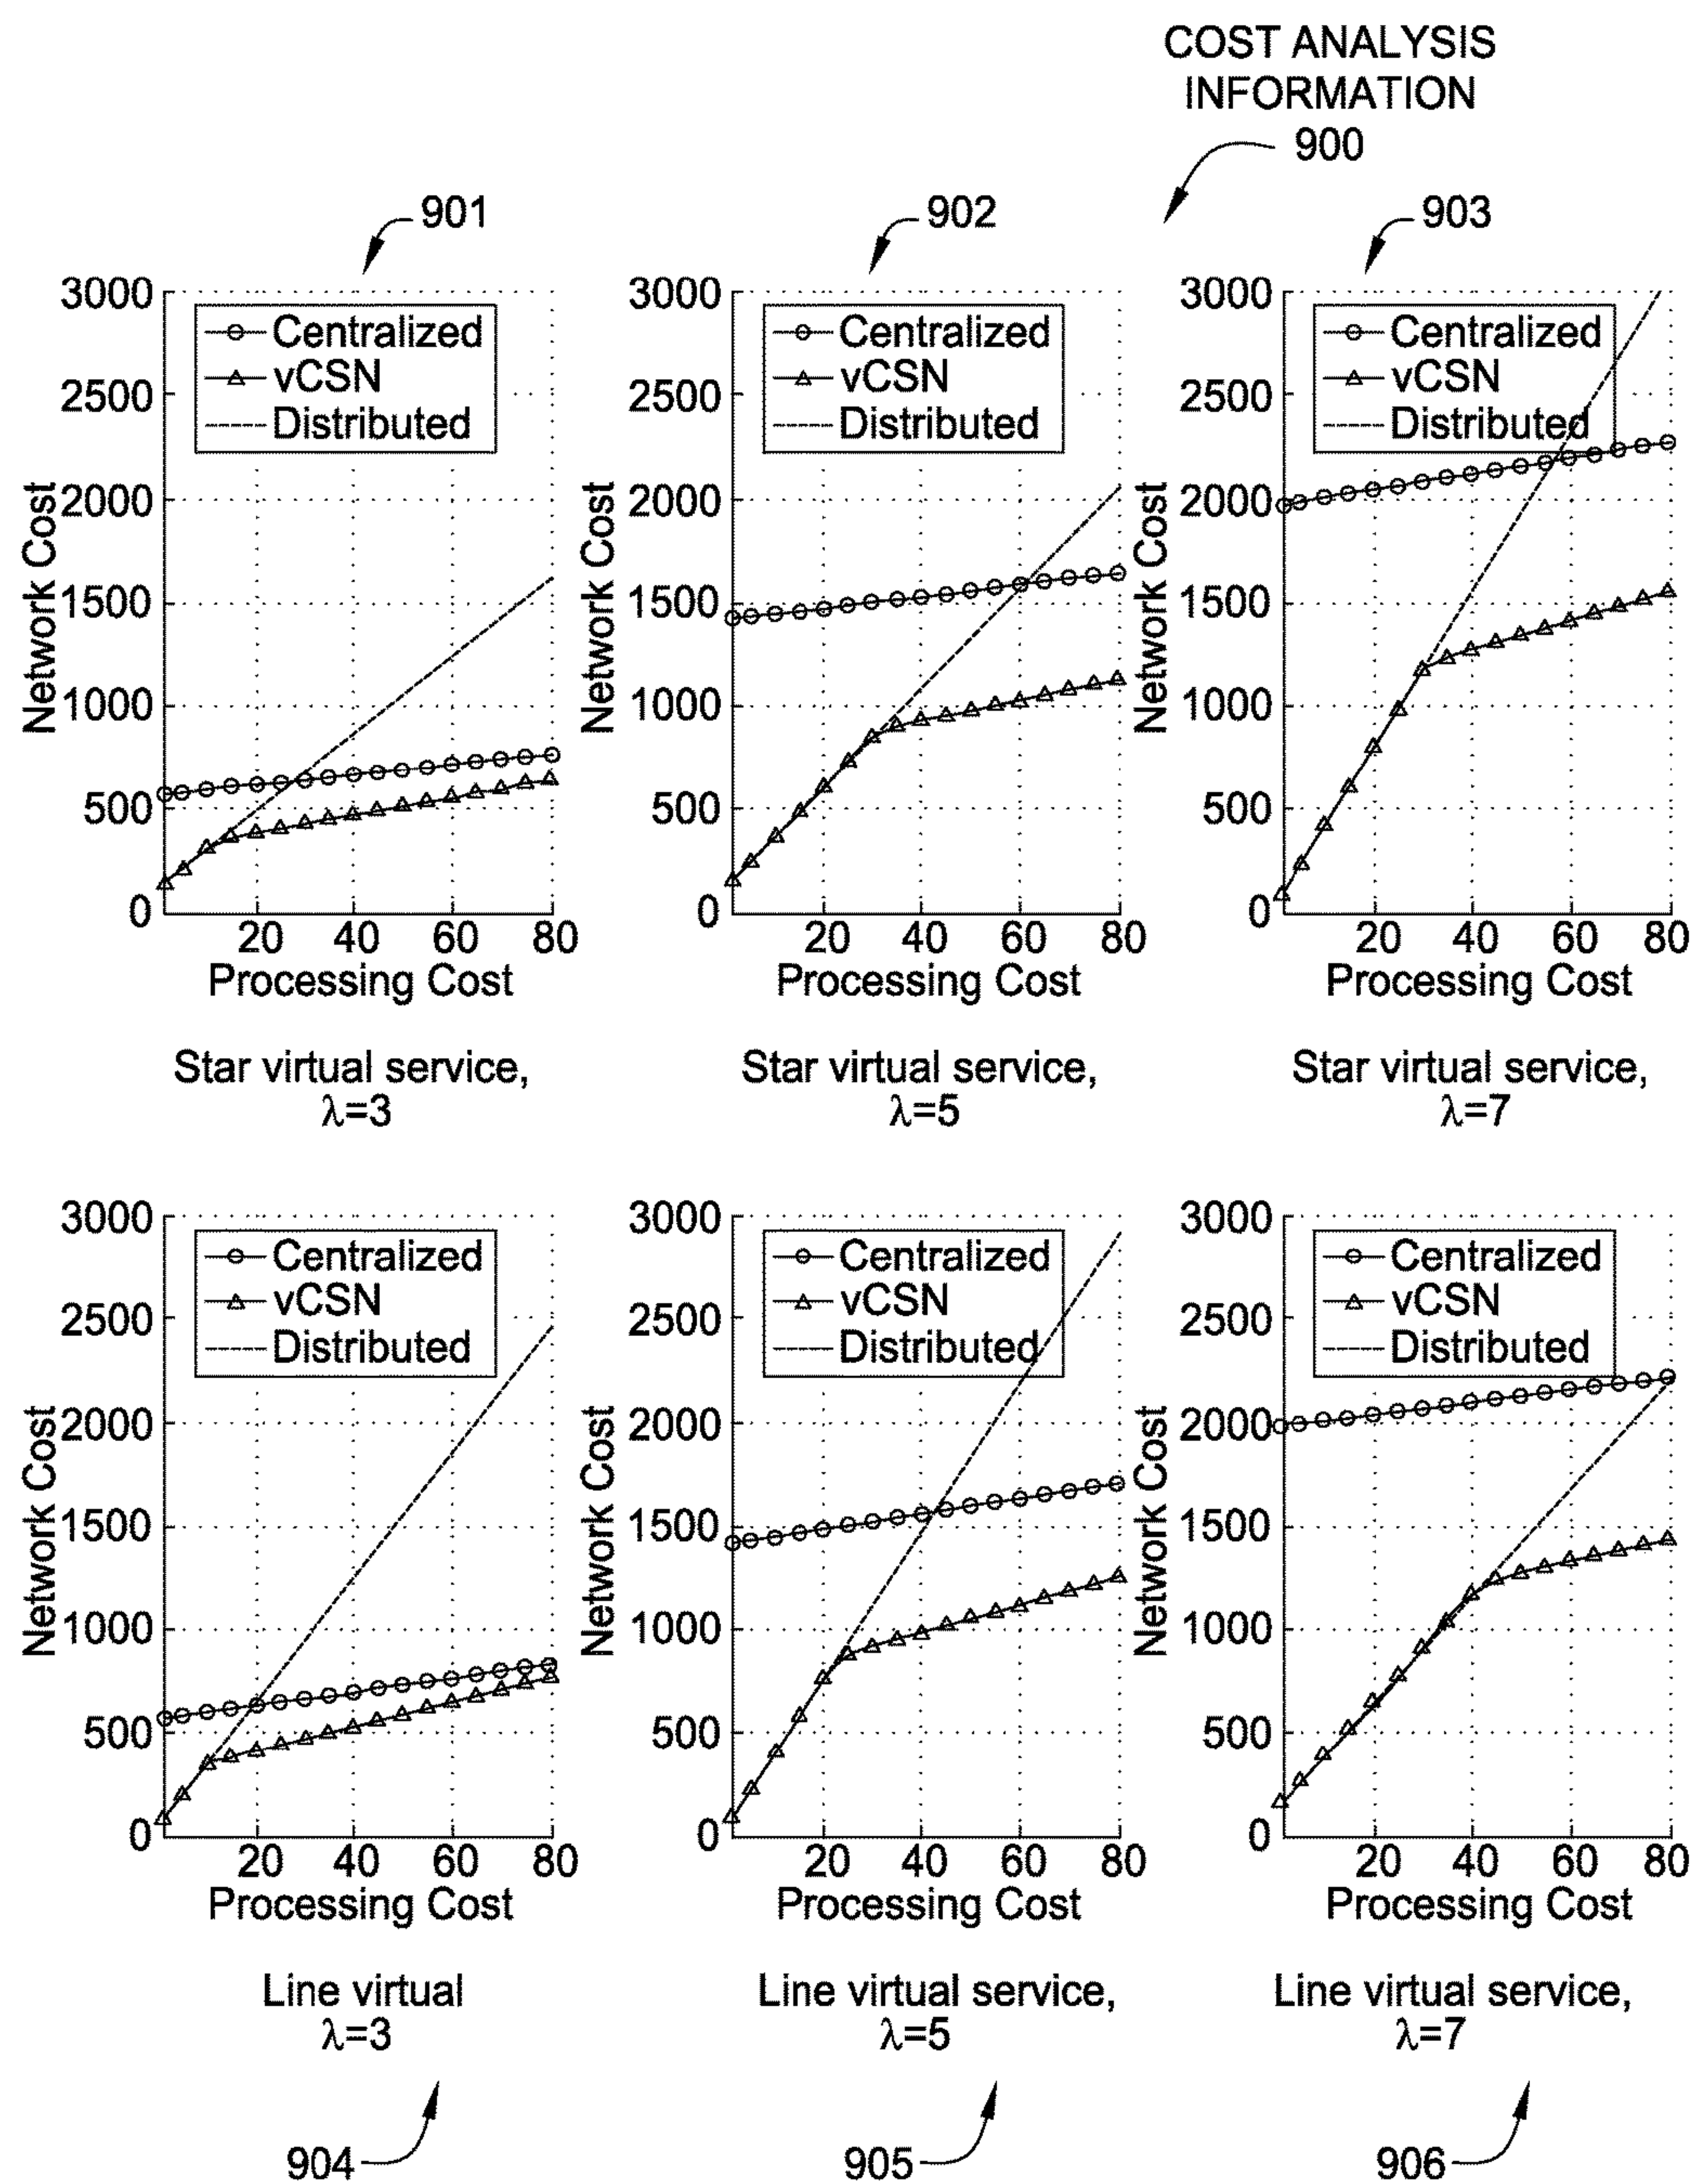 COST ANALYSIS
INFORMATION
900
901
902
903
3000
2500
2000
1500
1000
500
0
Network Cost
Centralized
vCSN
Distributed
20 40 60 80
Processing Cost
Star virtual service,
λ=3
3000
2500
2000
1500
1000
500
0
Network Cost
Centralized
vCSN
Distributed
20 40 60 80
Processing Cost
Star virtual service,
λ=5
3000
2500
2000
1500
1000
500
0
Network Cost
Centralized
vCSN
Distributed
20 40 60 80
Processing Cost
Star virtual service,
λ=7
3000
2500
2000
1500
1000
500
0
Network Cost
Centralized
vCSN
Distributed
20 40 60 80
Processing Cost
Line virtual
λ=3
904
3000
2500
2000
1500
1000
500
0
Network Cost
Centralized
vCSN
Distributed
20 40 60 80
Processing Cost
Line virtual service,
λ=5
905
3000
2500
2000
1500
1000
500
0
Network Cost
Centralized
vCSN
Distributed
20 40 60 80
Processing Cost
Line virtual service,
λ=7
906